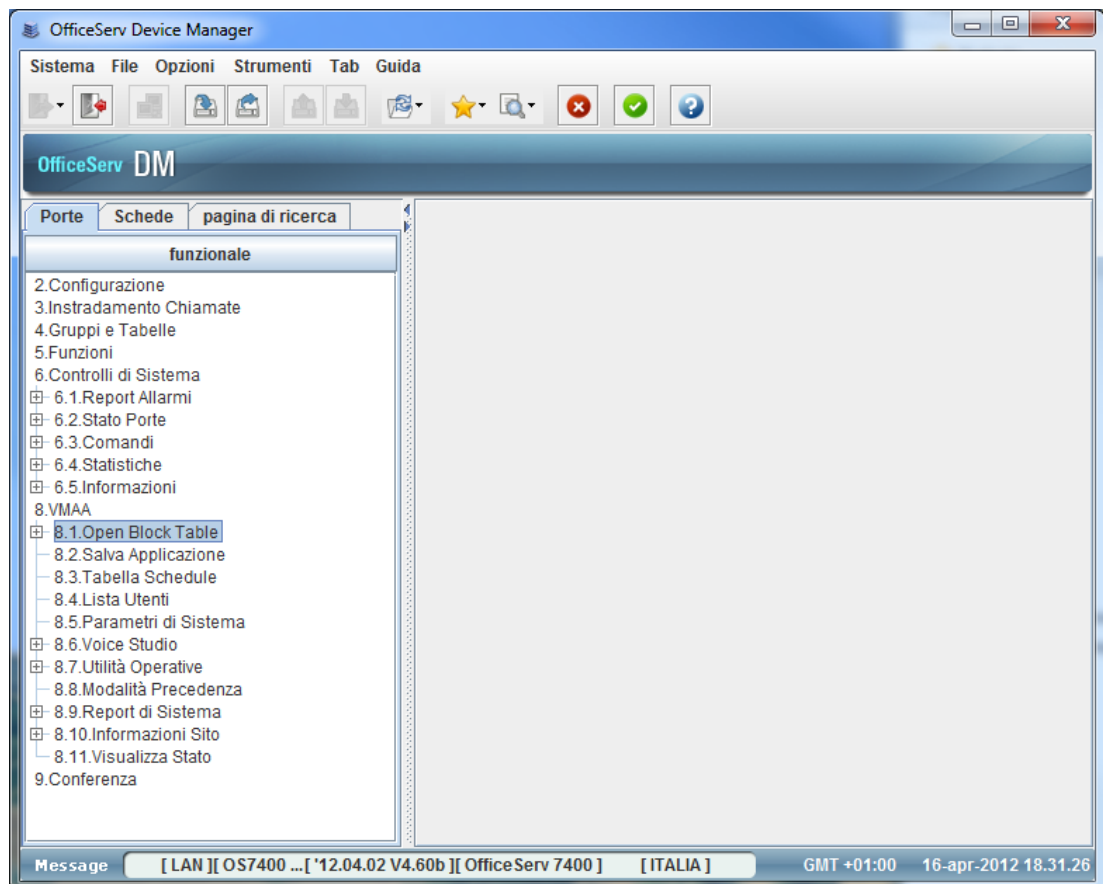 OfficeServ Device Manager
Sistema File Opzioni Strumenti Tab Guida
OfficeServ DM
Porte Schede pagina di ricerca
funzionale
2.Configurazione
3.Instradamento Chiamate
4.Gruppi e Tabelle
5.Funzioni
6.Controlli di Sistema
6.1.Report Allarmi
6.2.Stato Porte
6.3.Comandi
6.4.Statistiche
6.5.Informazioni
8.VMAA
8.1.Open Block Table
8.2.Salva Applicazione
8.3.Tabella Schedule
8.4.Lista Utenti
8.5.Parametri di Sistema
8.6.Voice Studio
8.7.Utilità Operative
8.8.Modalità Precedenza
8.9.Report di Sistema
8.10.Informazioni Sito
8.11.Visualizza Stato
9.Conferenza
Message [ LAN ][ OS7400 ...[ '12.04.02 V4.60b ][ OfficeServ 7400 ] [ ITALIA ] GMT +01:00 16-apr-2012 18.31.26